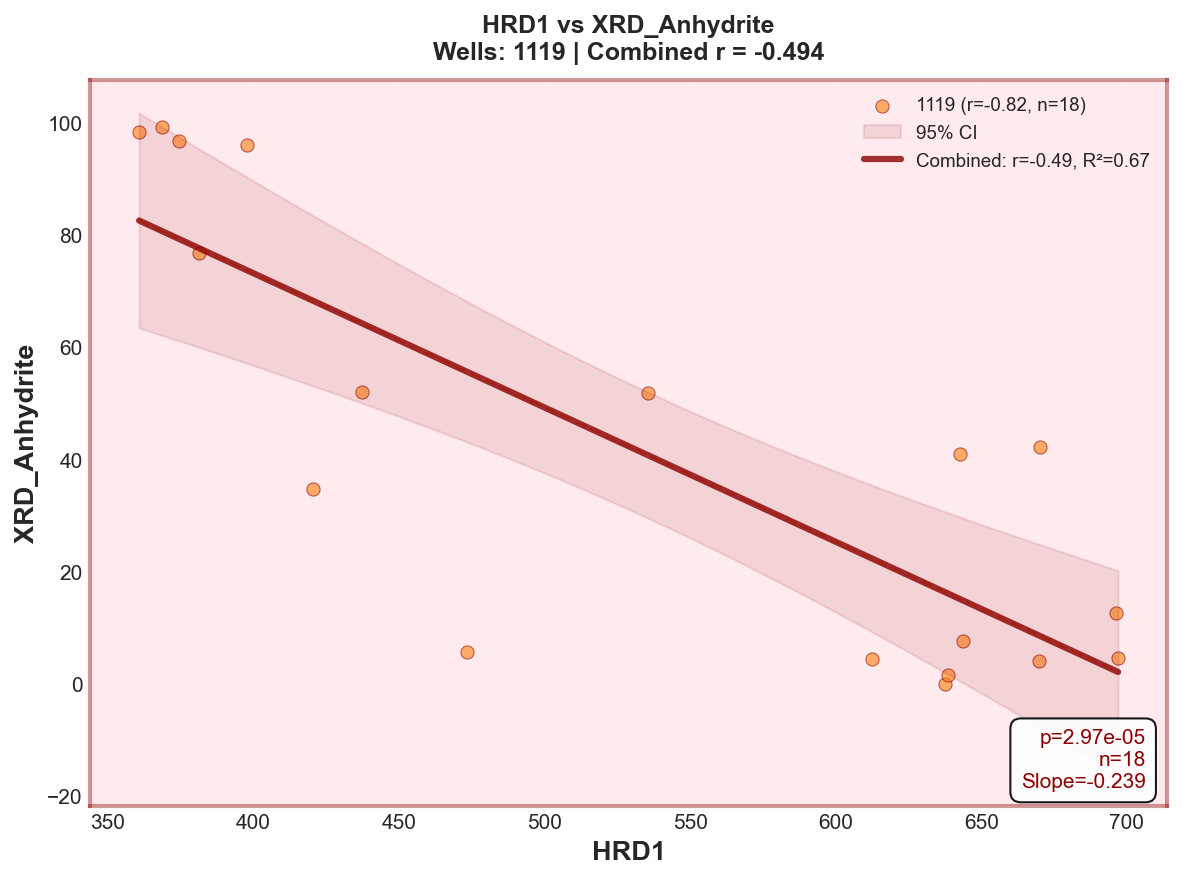 HRD1 vs XRD_Anhydrite
Wells: 1119 | Combined r = -0.494
1119 (r=-0.82, n=18)
95% CI
Combined: r=-0.49, R²=0.67
XRD_Anhydrite
100
80
60
40
20
0
−20
p=2.97e-05
n=18
Slope=-0.239
350 400 450 500 550 600 650 700
HRD1